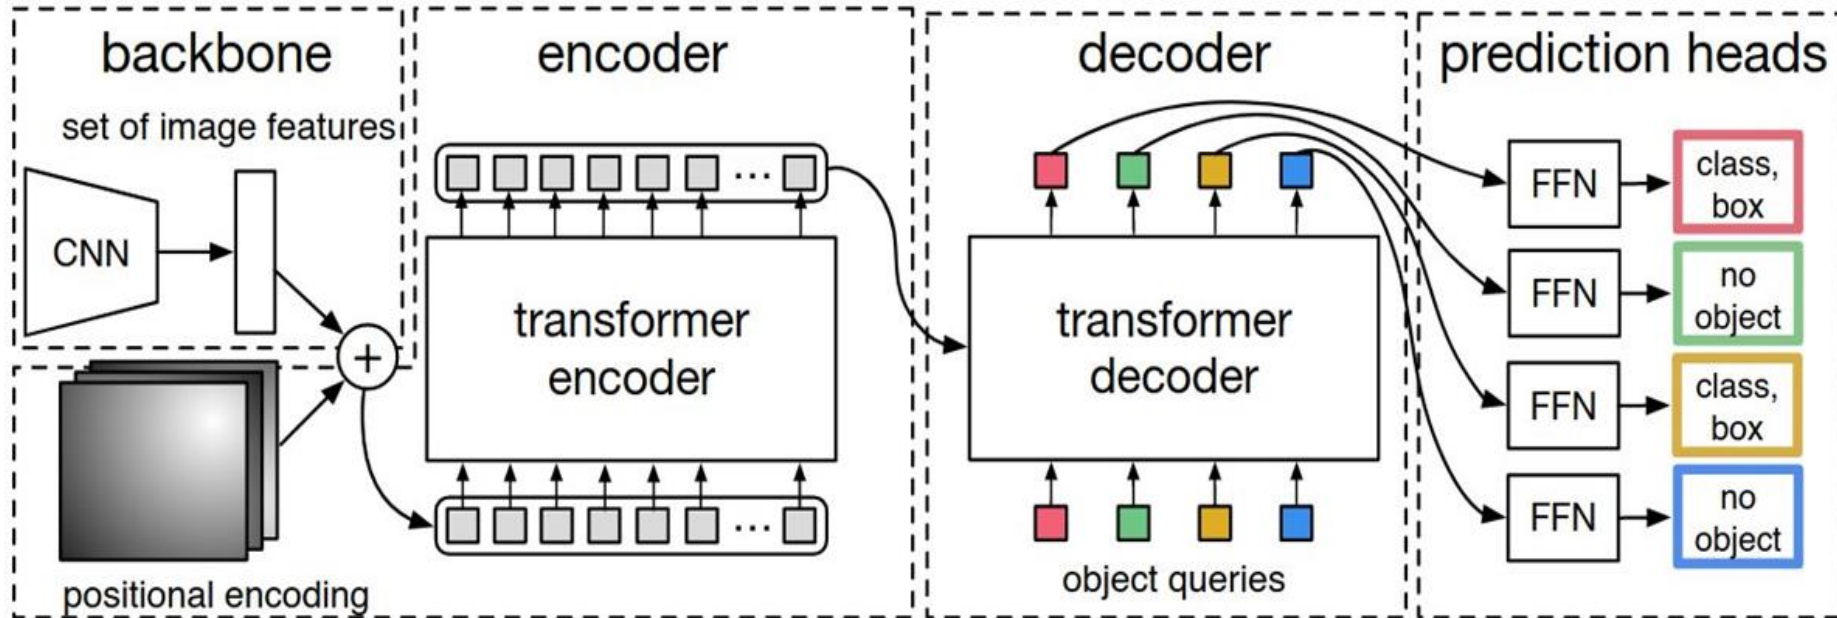 backbone
set of image features
CNN
+
positional encoding
encoder
...
transformer
encoder
...
decoder
transformer
decoder
object queries
prediction heads
FFN
class,
box
FFN
no
object
FFN
class,
box
FFN
no
object